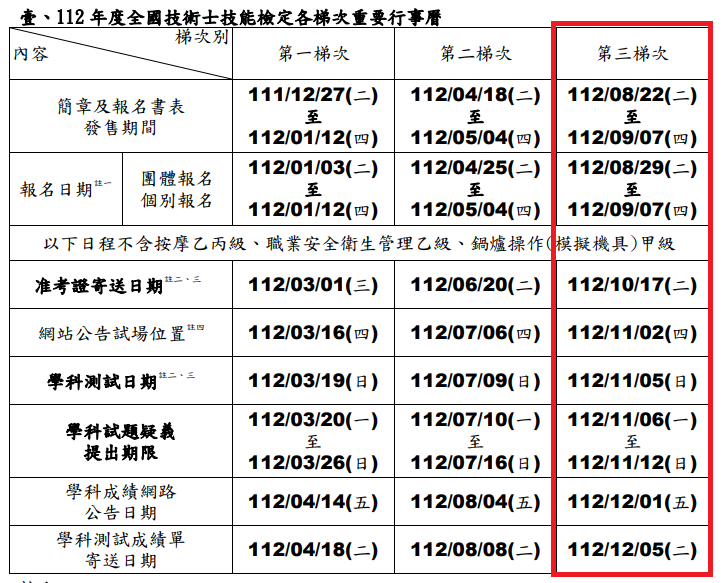 壹、112 年度全國技術士技能檢定各梯次重要行事曆
梯次別
內容
第一梯次 第二梯次 第三梯次
簡章及報名書表
發售期間
111/12/27(二)
至
112/01/12(四)
112/04/18(二)
至
112/05/04(四)
112/08/22(二)
至
112/09/07(四)
報名日期註一
團體報名
個別報名
112/01/03(二)
至
112/01/12(四)
112/04/25(二)
至
112/05/04(四)
112/08/29(二)
至
112/09/07(四)
以下日程不含按摩乙丙級、職業安全衛生管理乙級、鍋爐操作(模擬機具)甲級
准考證寄送日期註二、三 112/03/01(三) 112/06/20(二) 112/10/17(二)
網站公告試場位置註四 112/03/16(四) 112/07/06(四) 112/11/02(四)
學科測試日期註二、三 112/03/19(日) 112/07/09(日) 112/11/05(日)
學科試題疑義
提出期限
112/03/20(一)
至
112/03/26(日)
112/07/10(一)
至
112/07/16(日)
112/11/06(一)
至
112/11/12(日)
學科成績網路
公告日期
112/04/14(五) 112/08/04(五) 112/12/01(五)
學科測試成績單
寄送日期
112/04/18(二) 112/08/08(二) 112/12/05(二)